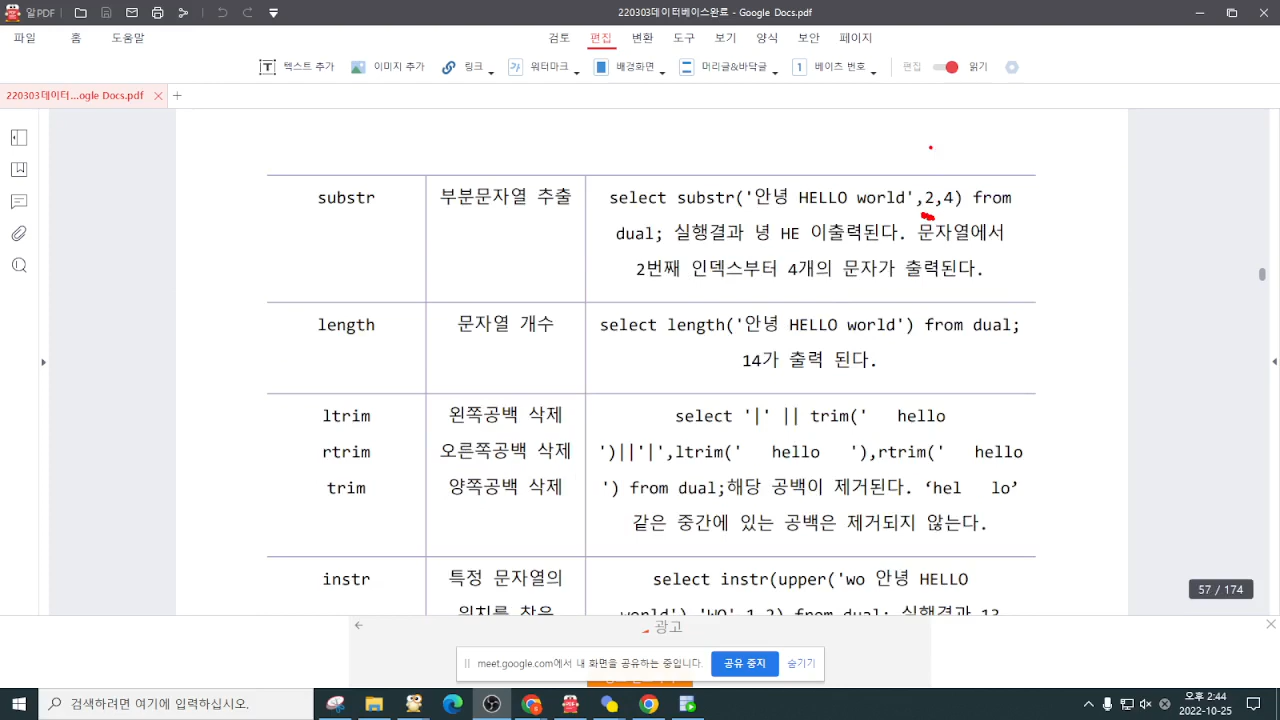 알PDF
220303데이터베이스완료 - Google Docs.pdf
파일 홈 도움말 검토 편집 변환 도구 보기 양식 보안 페이지
텍스트 추가 이미지 추가 링크 워터마크 배경화면 머리글&바닥글 베이츠 번호 편집 읽기
220303데이터...ogle Docs.pdf
substr 부분문자열 추출 select substr('안녕 HELLO world',2,4) from
dual; 실행결과 녕 HE 이출력된다. 문자열에서
2번째 인덱스부터 4개의 문자가 출력된다.
length 문자열 개수 select length('안녕 HELLO world') from dual;
14가 출력 된다.
ltrim 왼쪽공백 삭제 select '|' || trim('   hello
rtrim 오른쪽공백 삭제 ')||'|',ltrim('   hello   '),rtrim('   hello
trim 양쪽공백 삭제 ') from dual;해당 공백이 제거된다. ‘hel   lo’
같은 중간에 있는 공백은 제거되지 않는다.
instr 특정 문자열의 select instr(upper('wo 안녕 HELLO
57 / 174
광고
meet.google.com에서 내 화면을 공유하는 중입니다. 공유 중지 숨기기
검색하려면 여기에 입력하십시오.
오후 2:44
2022-10-25